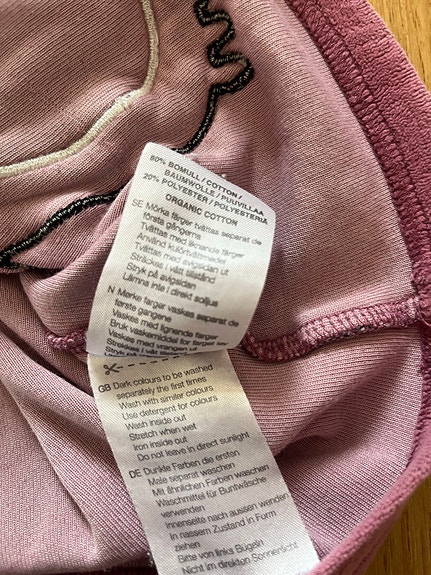 80% BOMULL / COTTON /
BAUMWOLLE / PUUVILLAA
20% POLYESTER / POLYESTERIÄ
ORGANIC COTTON
SE Mörka färger tvättas separat de
första gångerna
Tvättas med liknande färger
Använd kulörtvättmedel
Tvättas med avigsidan ut
Sträckes i vått tillstånd
Stryk på avigsidan
Lämna inte i direkt solljus
N Mørke farger vaskes separat de
første gangene
Vaskes med lignende farger
Bruk vaskemiddel for farger
Vaskes med vrangen ut
Strekkes i våt
Stryk på
GB Dark colours to be washed
separately the first times
Wash with similar colours
Use detergent for colours
Wash inside out
Stretch when wet
Iron inside out
Do not leave in direct sunlight
DE Dunkle Farben die ersten
Male separat waschen
Mit ähnlichen Farben waschen
Waschmittel für Buntwäsche
verwenden
Innenseite nach aussen wenden
In nassem Zustand in Form
ziehen
Bitte von links Bügeln
Nicht im direkten Sonnenlicht